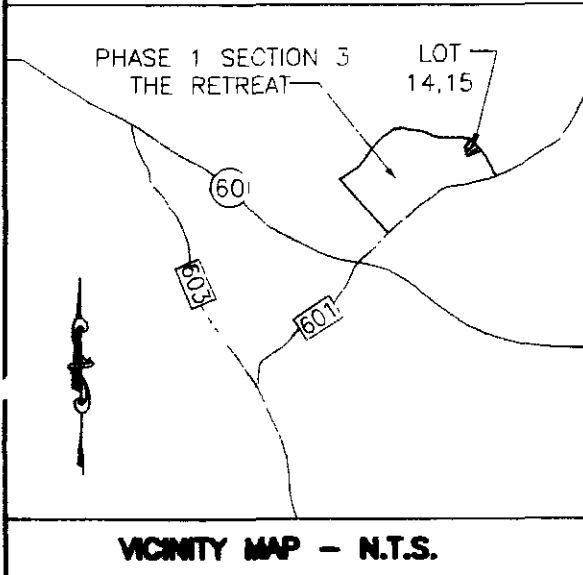 PHASE 1 SECTION 3
THE RETREAT
LOT
14,15
601
603
601
VICINITY MAP - N.T.S.